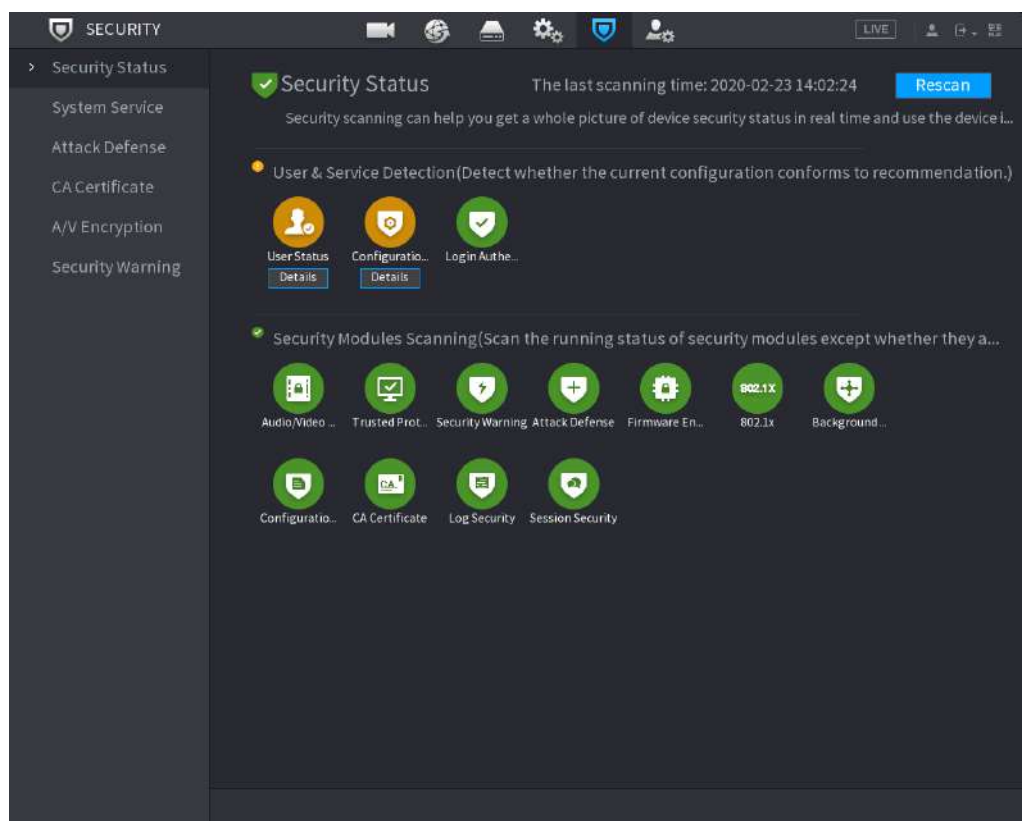 SECURITY
LIVE
Security Status
System Service
Attack Defense
CA Certificate
A/V Encryption
Security Warning
Security Status The last scanning time: 2020-02-23 14:02:24 Rescan
Security scanning can help you get a whole picture of device security status in real time and use the device i...
User & Service Detection(Detect whether the current configuration conforms to recommendation.)
User Status Configuratio... Login Authe...
Details Details
Security Modules Scanning(Scan the running status of security modules except whether they a...
802.1X
Audio/Video ... Trusted Prot... Security Warning Attack Defense Firmware En... 802.1x Background...
CA.
Configuratio... CA Certificate Log Security Session Security